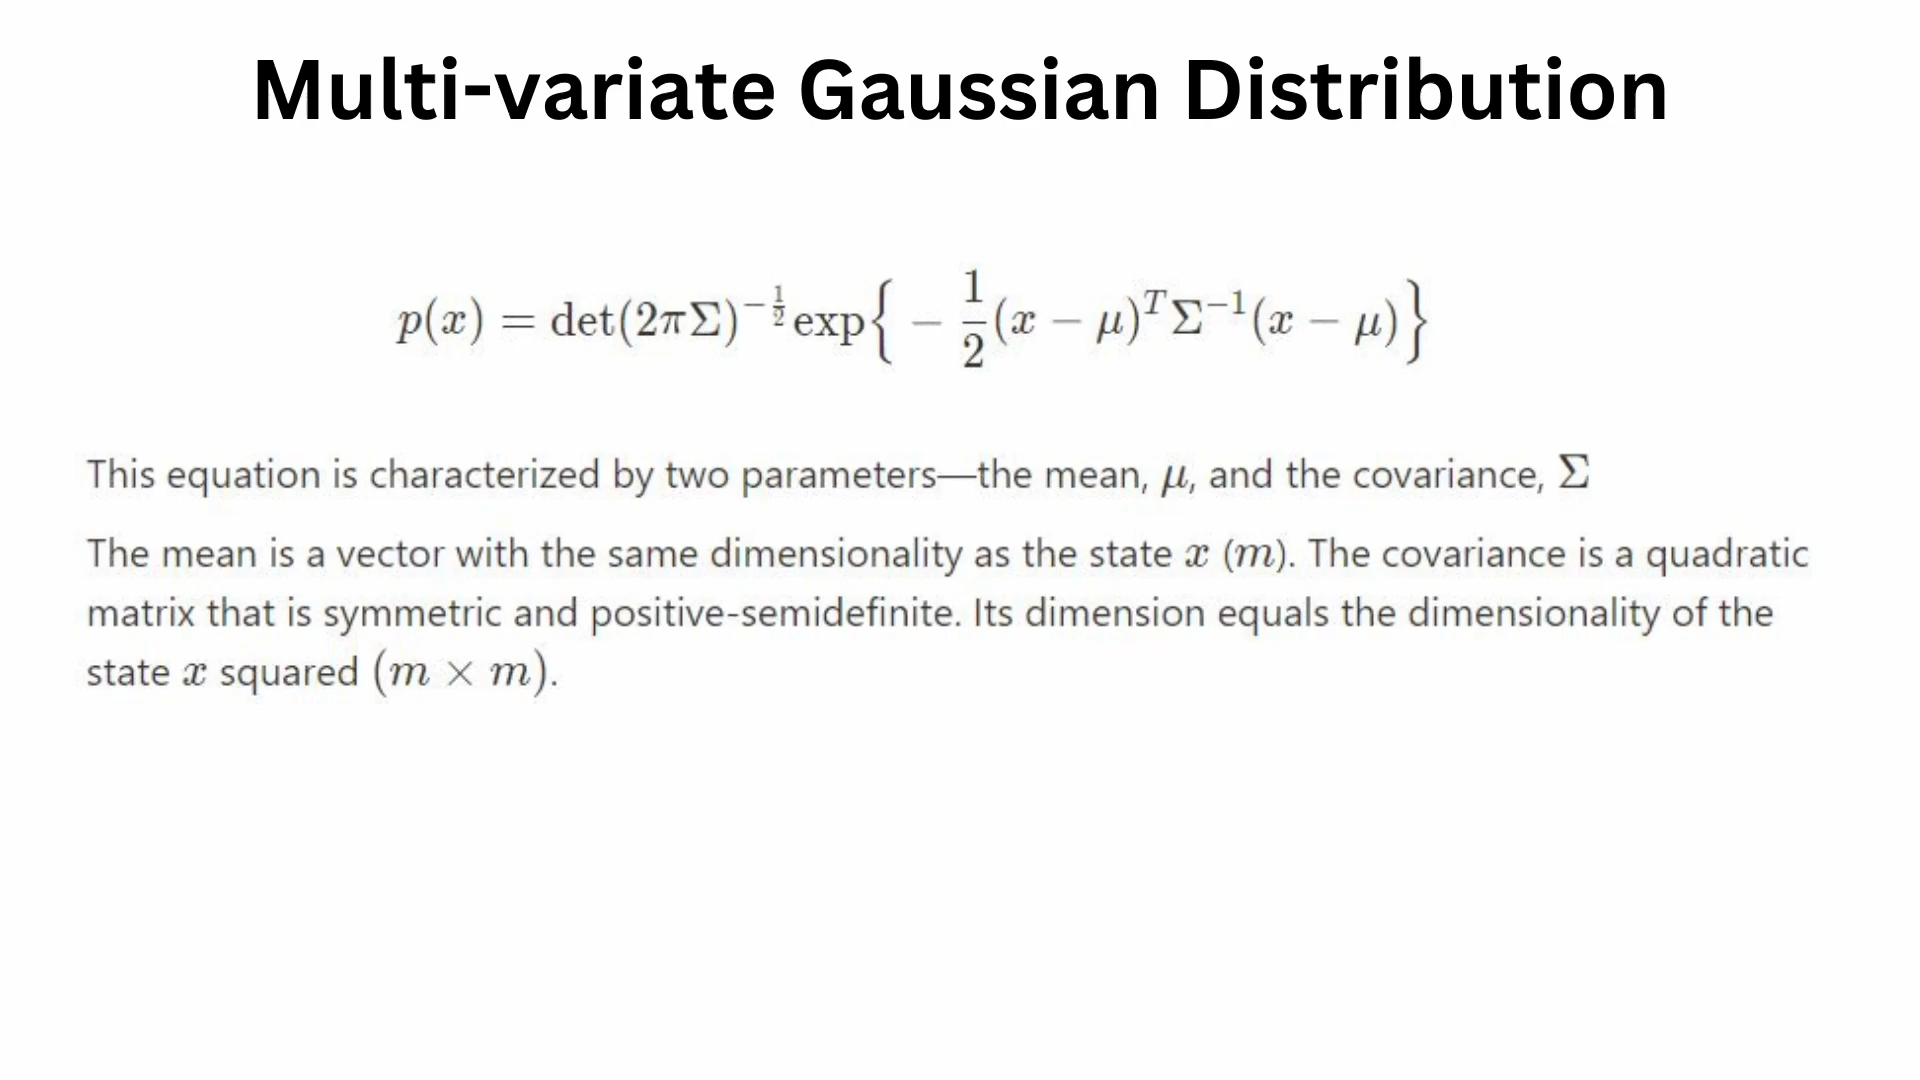 Multi-variate Gaussian Distribution
p(x) = det(2πΣ)^{-\frac{1}{2}} exp{ - \frac{1}{2}(x − μ)^T Σ^{-1}(x − μ)}
This equation is characterized by two parameters—the mean, μ, and the covariance, Σ
The mean is a vector with the same dimensionality as the state x (m). The covariance is a quadratic
matrix that is symmetric and positive-semidefinite. Its dimension equals the dimensionality of the
state x squared (m × m).